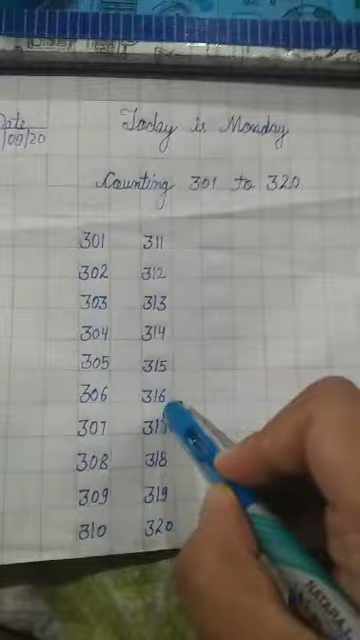 Date
/09/20
Today is Monday
Counting 301 to 320
301 311
302 312
303 313
304 314
305 315
306 316
307 317
308 318
309 319
310 320
NATARAJ